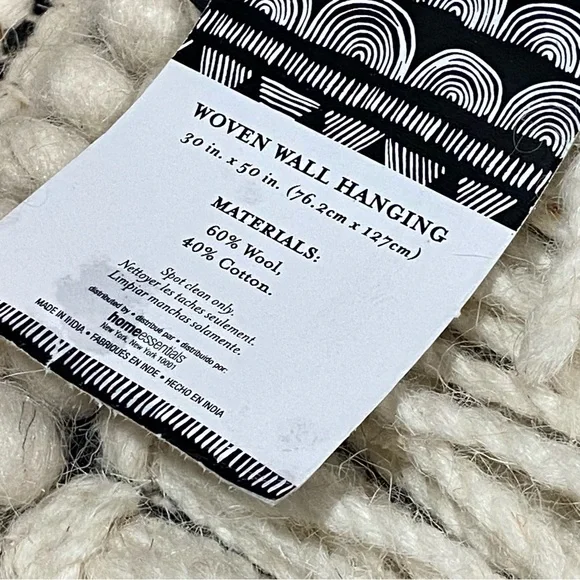 WOVEN WALL HANGING
30 in. x 50 in. (76.2cm x 127cm)
MATERIALS:
60% Wool,
40% Cotton.
Spot clean only.
Nettoyer les taches seulement.
Limpiar manchas solamente.
distributed by • distribué par • distribuido por:
homeessentials
New York, New York 10001
MADE IN INDIA • FABRIQUÉS EN INDE • HECHO EN INDIA